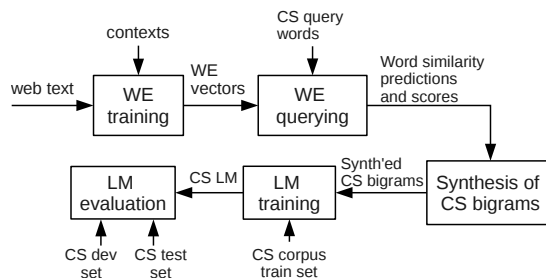 contexts
CS query
words
web text
WE
training
WE
vectors
WE
querying
Word similarity
predictions
and scores
Synthesis of
CS bigrams
Synth'ed
CS bigrams
LM
training
CS corpus
train set
CS LM
LM
evaluation
CS dev
set
CS test
set